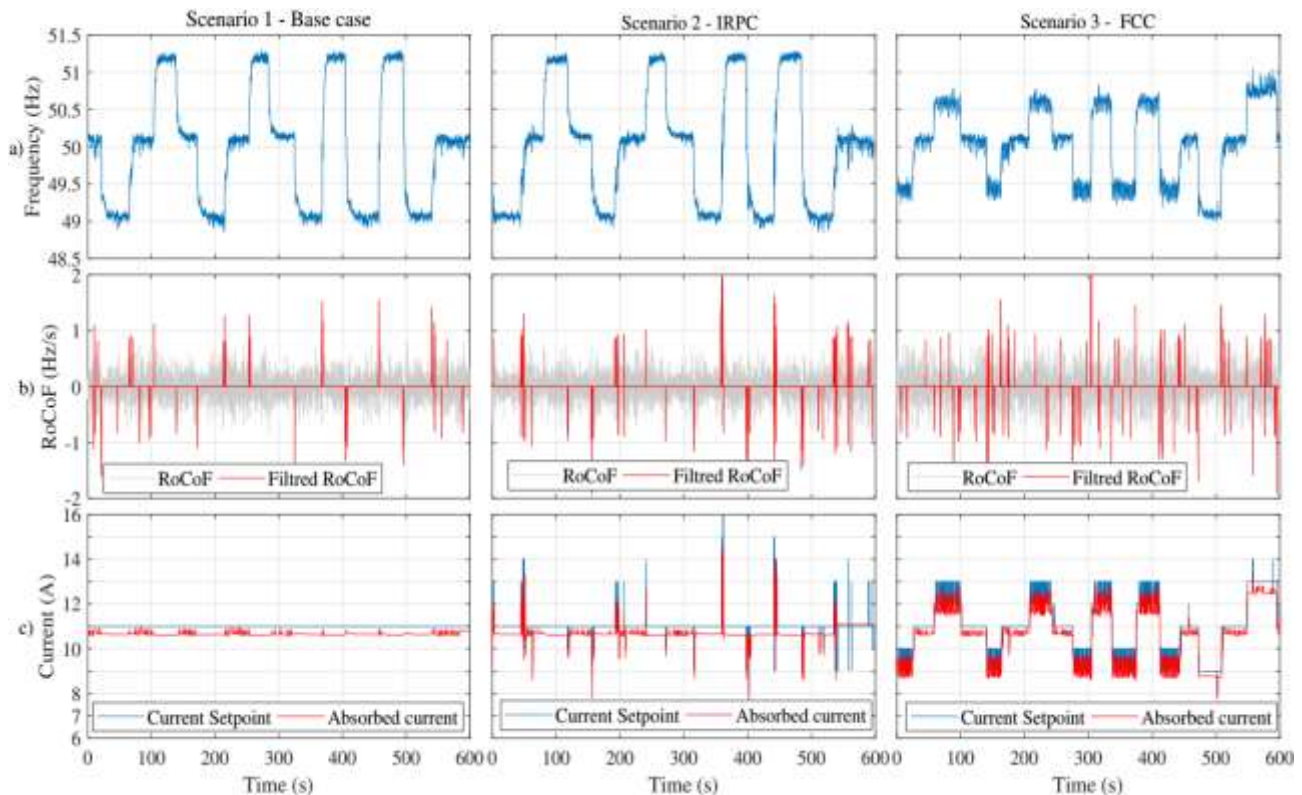 Scenario 1 - Base case
Scenario 2 - IRPC
Scenario 3 - FCC
a)
Frequency (Hz)
51.5
51
50.5
50
49.5
49
48.5
b)
RoCoF (Hz/s)
2
1
0
-1
-2
RoCoF Filtred RoCoF
RoCoF Filtred RoCoF
RoCoF Filtred RoCoF
c)
Current (A)
16
14
12
10
8
6
Current Setpoint Absorbed current
Current Setpoint Absorbed current
Current Setpoint Absorbed current
0 100 200 300 400 500 600
0 100 200 300 400 500 600
0 100 200 300 400 500 600
Time (s)
Time (s)
Time (s)